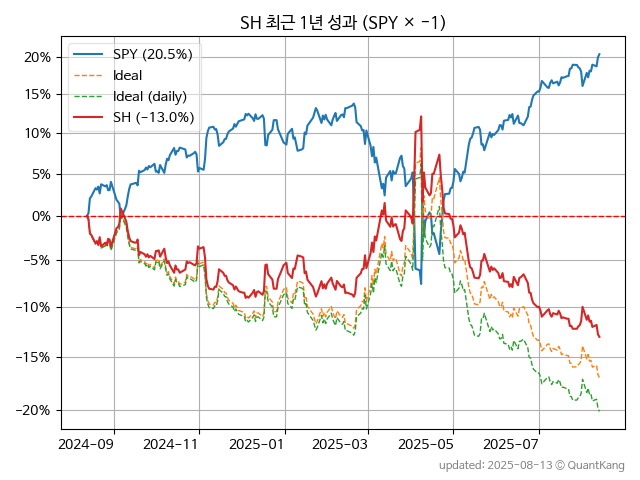 SH 최근 1년 성과 (SPY × −1)
SPY (20.5%)
Ideal
Ideal (daily)
SH (−13.0%)
20%
15%
10%
5%
0%
−5%
−10%
−15%
−20%
2024-09
2024-11
2025-01
2025-03
2025-05
2025-07
updated: 2025-08-13 © QuantKang